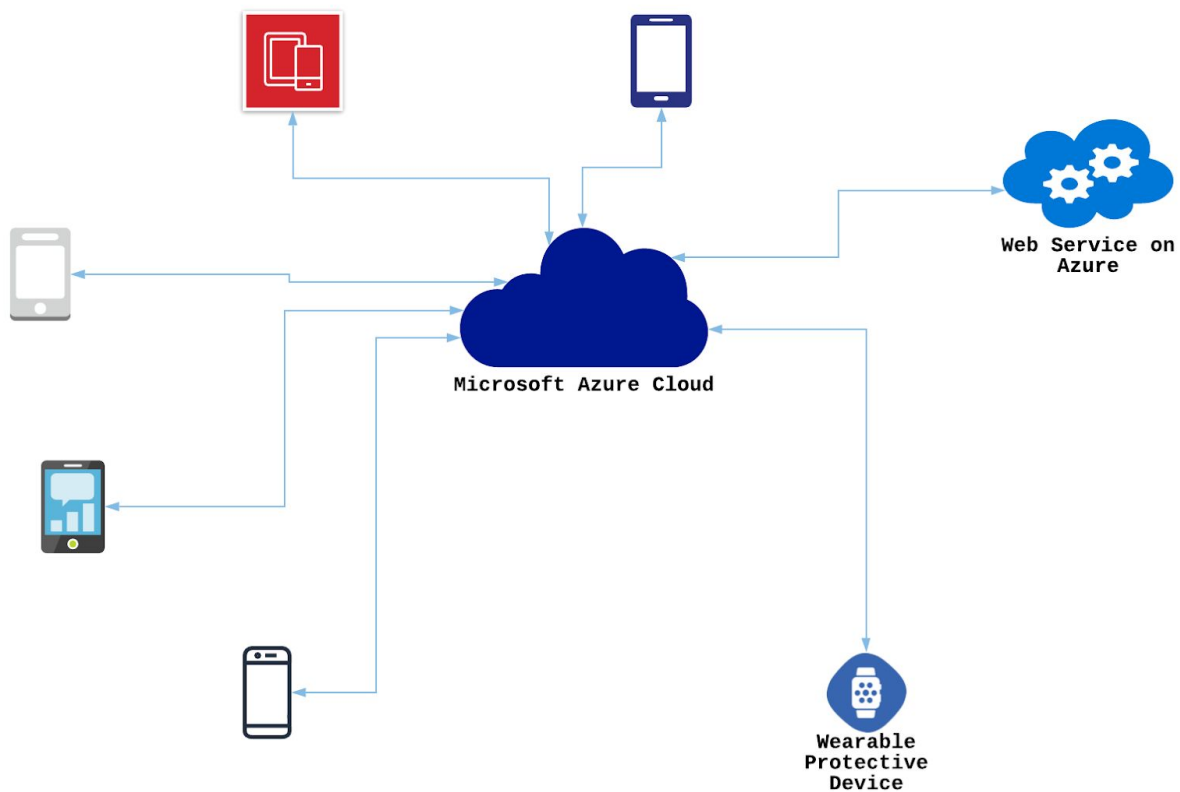 Web Service on
Azure
Microsoft Azure Cloud
Wearable
Protective
Device